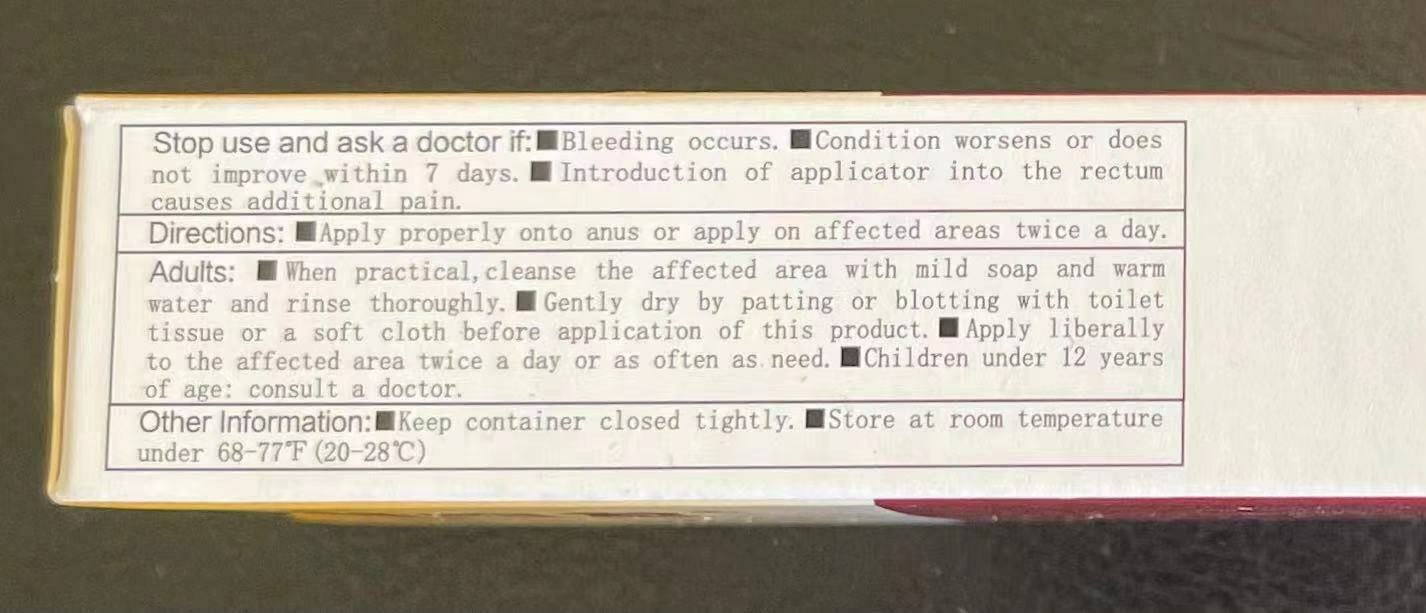 Stop use and ask a doctor if:■Bleeding occurs. ■Condition worsens or does
not improve within 7 days. ■ Introduction of applicator into the rectum
causes additional pain.
Directions: ■Apply properly onto anus or apply on affected areas twice a day.
Adults: ■ When practical,cleanse the affected area with mild soap and warm
water and rinse thoroughly. ■Gently dry by patting or blotting with toilet
tissue or a soft cloth before application of this product. ■ Apply liberally
to the affected area twice a day or as often as need. ■Children under 12 years
of age: consult a doctor.
Other Information:■Keep container closed tightly. ■Store at room temperature
under 68-77℉(20-28℃)